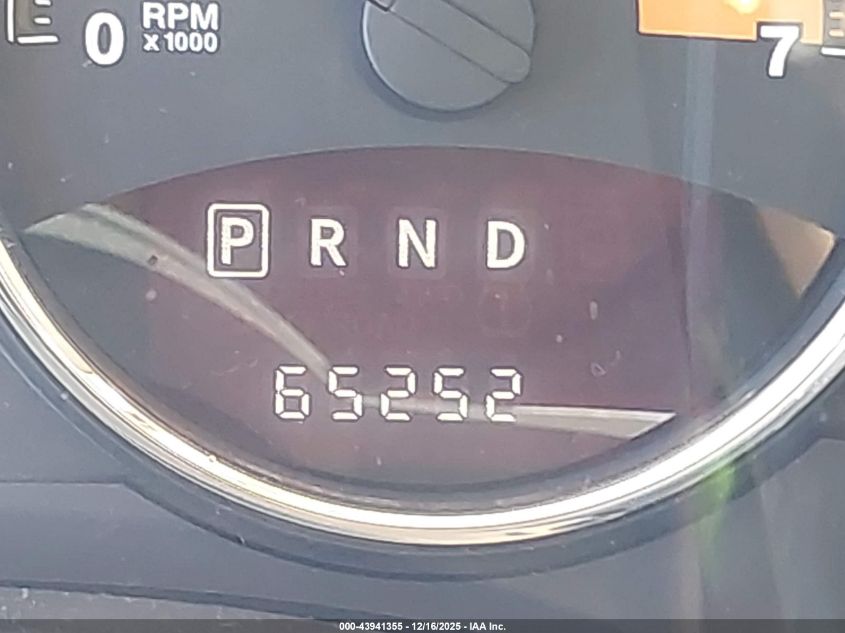 0 RPM
x1000
7
P R N D
65252
000-43941355 - 12/16/2025 - IAA Inc.